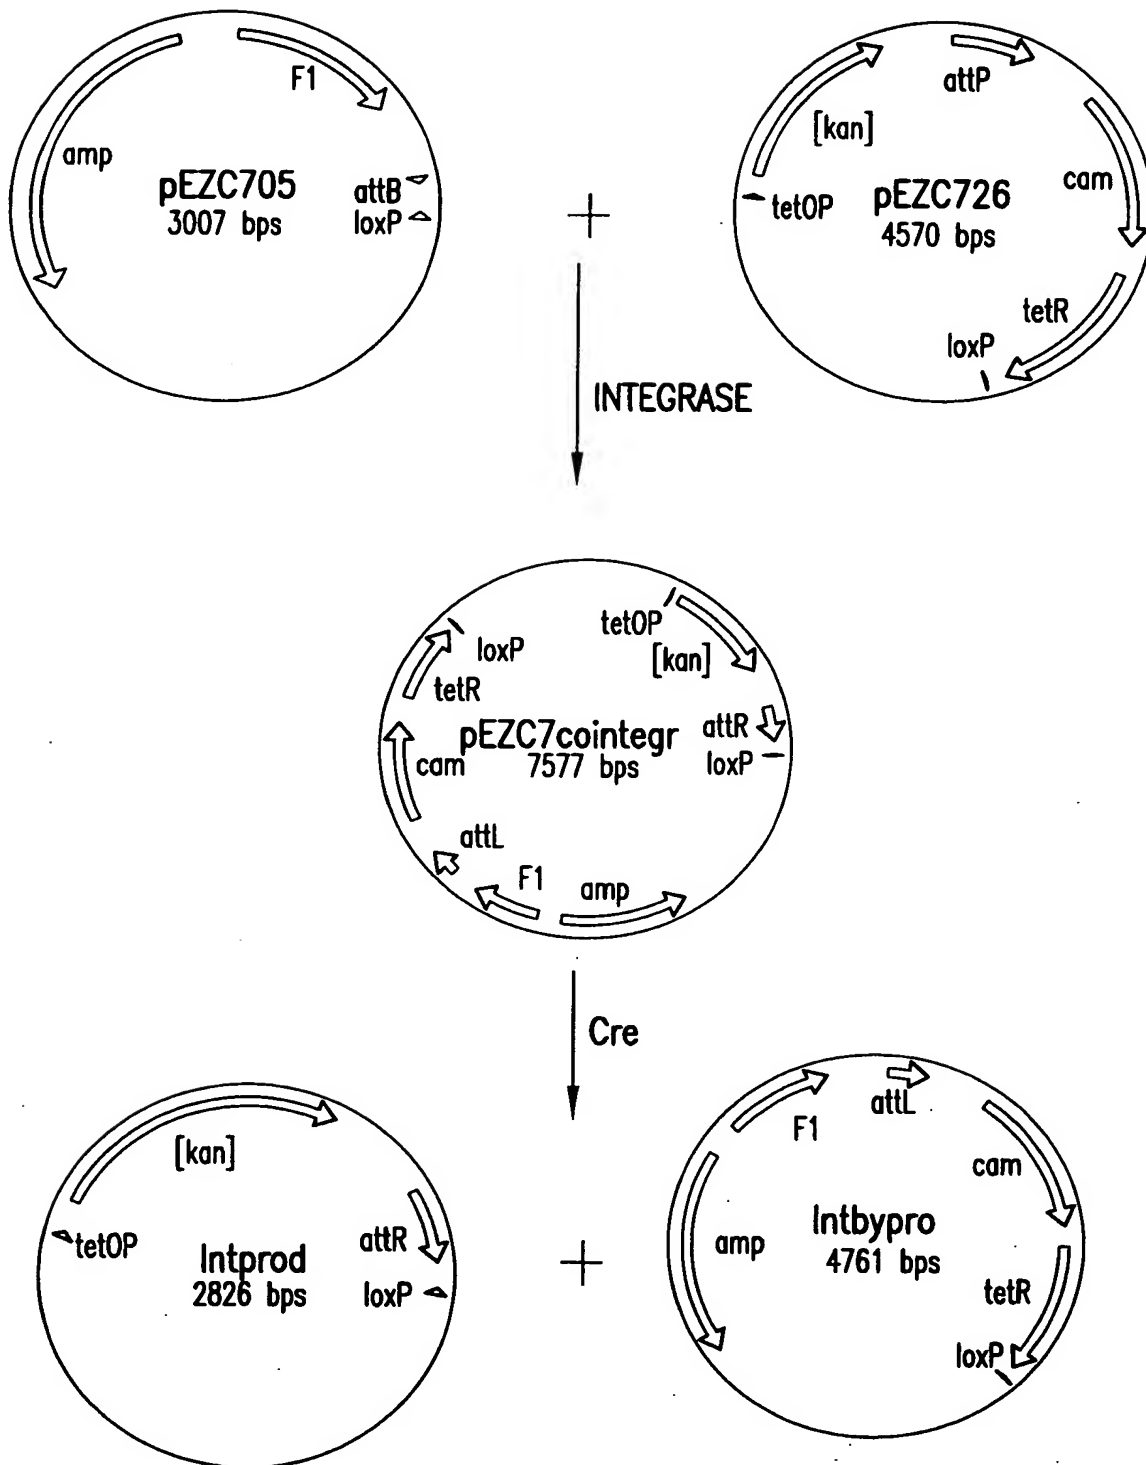 F1
amp
attB
loxP
pEZC705
3007 bps
+
attP
[kan]
cam
tetOP
pEZC726
4570 bps
tetR
loxP
INTEGRASE
tetOP
[kan]
loxP
tetR
attR
loxP
pEZC7cointegr
7577 bps
cam
attL
F1
amp
Cre
[kan]
tetOP
attR
loxP
Intprod
2826 bps
+
F1
attL
cam
amp
Intbypro
4761 bps
tetR
loxP